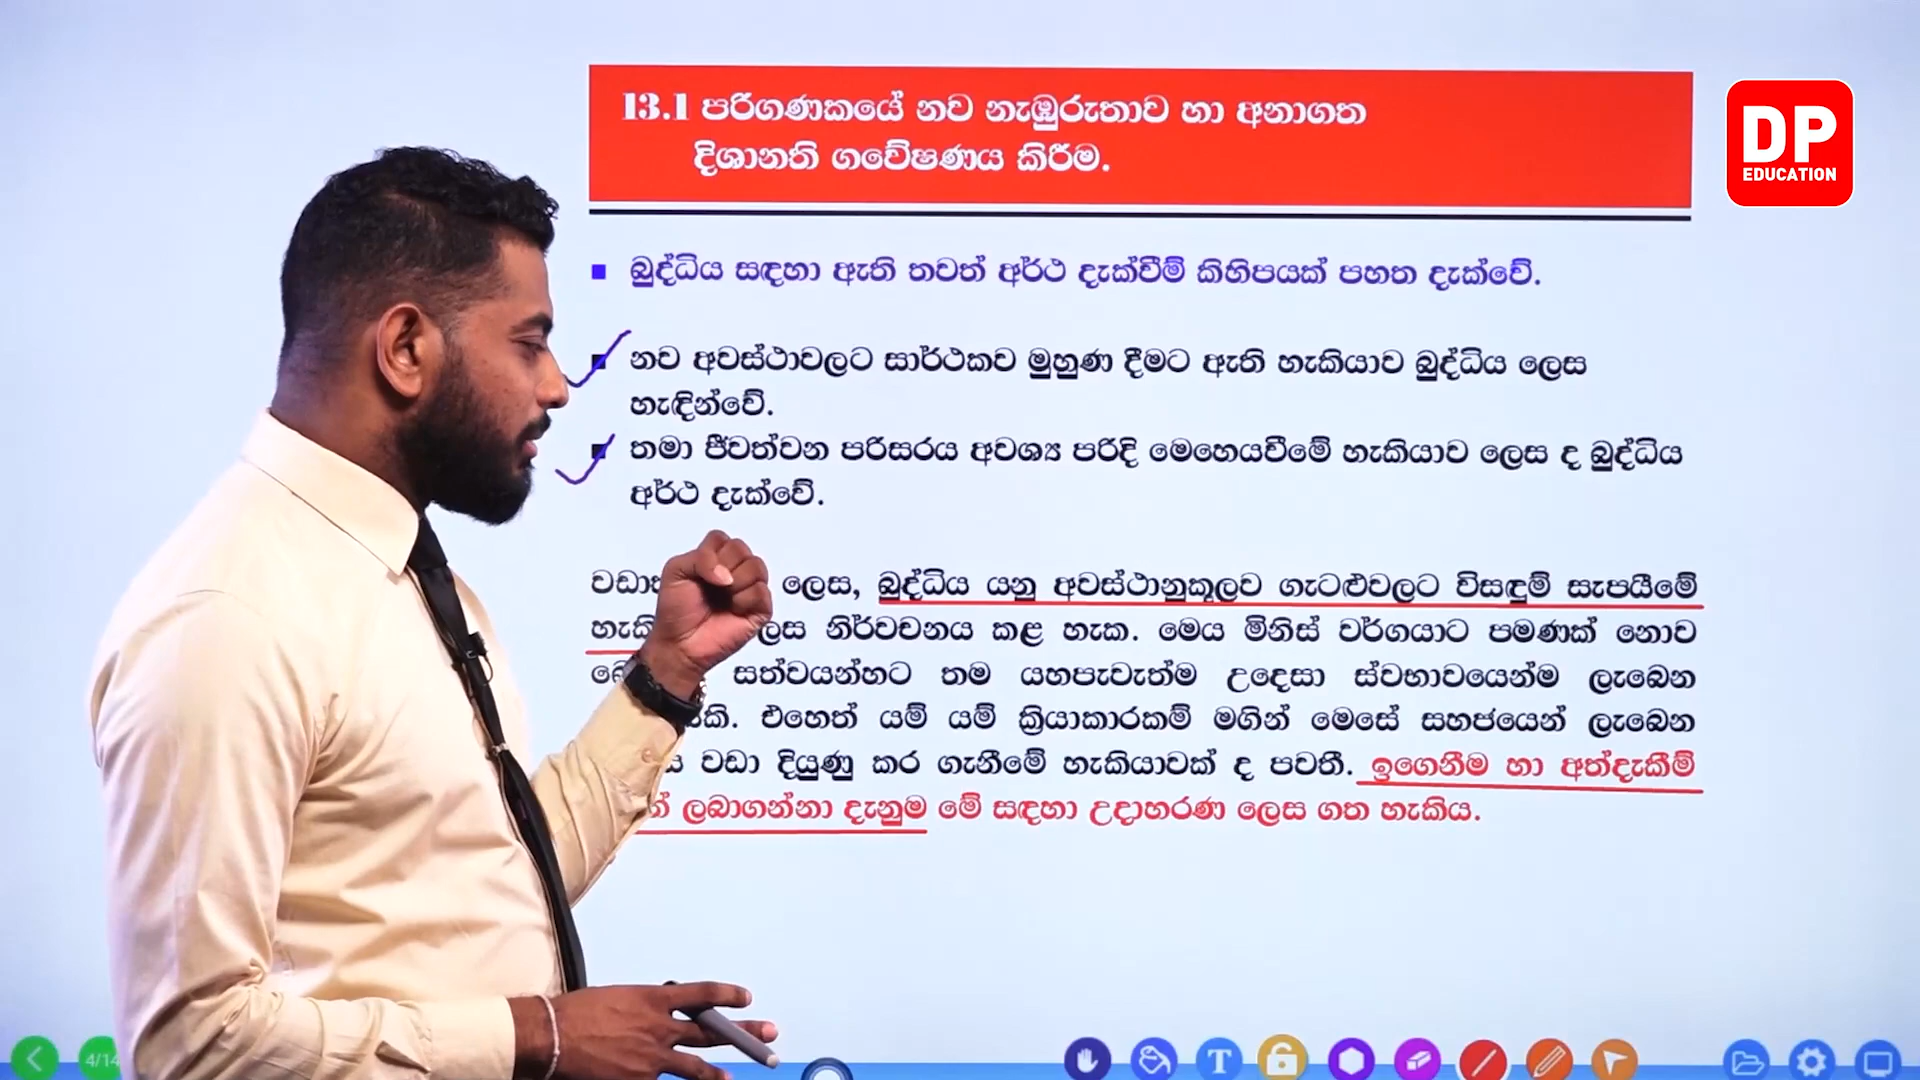 13.1 පරිගණකයේ නව නැඹුරුතාව හා අනාගත
දිශානති ගවේෂණය කිරීම.
DP
EDUCATION
බුද්ධිය සඳහා ඇති තවත් අර්ථ දැක්වීම් කිහිපයක් පහත දැක්වේ.
නව අවස්ථාවලට සාර්ථකව මුහුණ දීමට ඇති හැකියාව බුද්ධිය ලෙස
හැඳින්වේ.
තමා ජීවත්වන පරිසරය අවශ්‍ය පරිදි මෙහෙයවීමේ හැකියාව ලෙස ද බුද්ධිය
අර්ථ දැක්වේ.
ලෙස, බුද්ධිය යනු අවස්ථානුකූලව ගැටළුවලට විසඳුම් සැපයීමේ
නිර්වචනය කළ හැක. මෙය මිනිස් වර්ගයාට පමණක් නොව
සත්වයන්හට තම යහපැවැත්ම උදෙසා ස්වභාවයෙන්ම ලැබෙන
එහෙත් යම් යම් ක්‍රියාකාරකම් මගින් මෙසේ සහජයෙන් ලැබෙන
වඩා දියුණු කර ගැනීමේ හැකියාවක් ද පවතී. ඉගෙනීම හා අත්දැකීම්
ලබාගන්නා දැනුම මේ සඳහා උදාහරණ ලෙස ගත හැකිය.
4/14